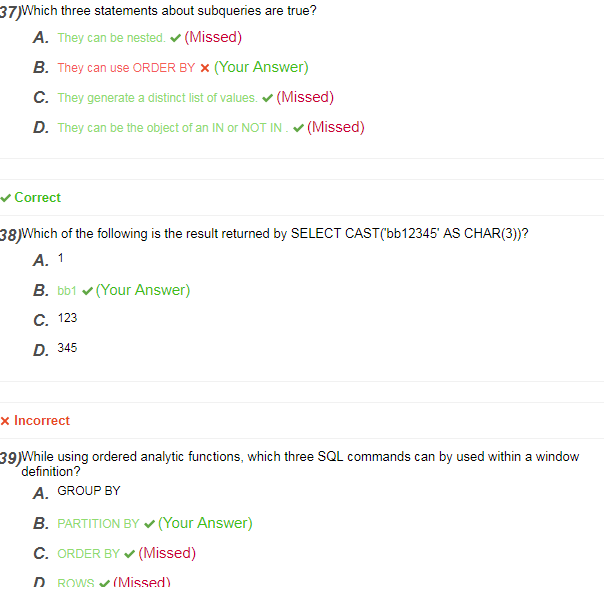 37)Which three statements about subqueries are true?
A. They can be nested. ✔ (Missed)
B. They can use ORDER BY ✖ (Your Answer)
C. They generate a distinct list of values. ✔ (Missed)
D. They can be the object of an IN or NOT IN . ✔ (Missed)
✔ Correct
38)Which of the following is the result returned by SELECT CAST('bb12345' AS CHAR(3))?
A. 1
B. bb1 ✔ (Your Answer)
C. 123
D. 345
✖ Incorrect
39)While using ordered analytic functions, which three SQL commands can by used within a window
definition?
A. GROUP BY
B. PARTITION BY ✔ (Your Answer)
C. ORDER BY ✔ (Missed)
D ROWS ✔ (Missed)